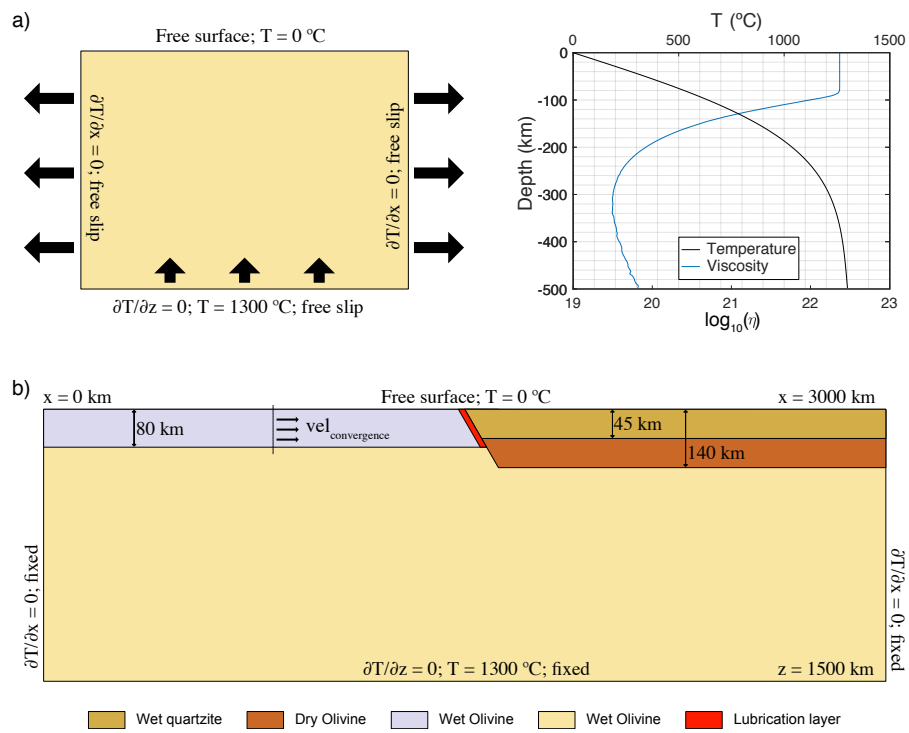 a)
Free surface; T = 0 ºC
∂T/∂x = 0; free slip
∂T/∂x = 0; free slip
∂T/∂z = 0; T = 1300 ºC; free slip
T (ºC)
0 500 1000 1500
0
-100
-200
-300
-400
-500
Depth (km)
Temperature
Viscosity
19 20 21 22 23
log10(η)
b)
x = 0 km Free surface; T = 0 ºC x = 3000 km
80 km
velconvergence
45 km
140 km
∂T/∂x = 0; fixed
∂T/∂x = 0; fixed
∂T/∂z = 0; T = 1300 ºC; fixed
z = 1500 km
Wet quartzite Dry Olivine Wet Olivine Wet Olivine Lubrication layer